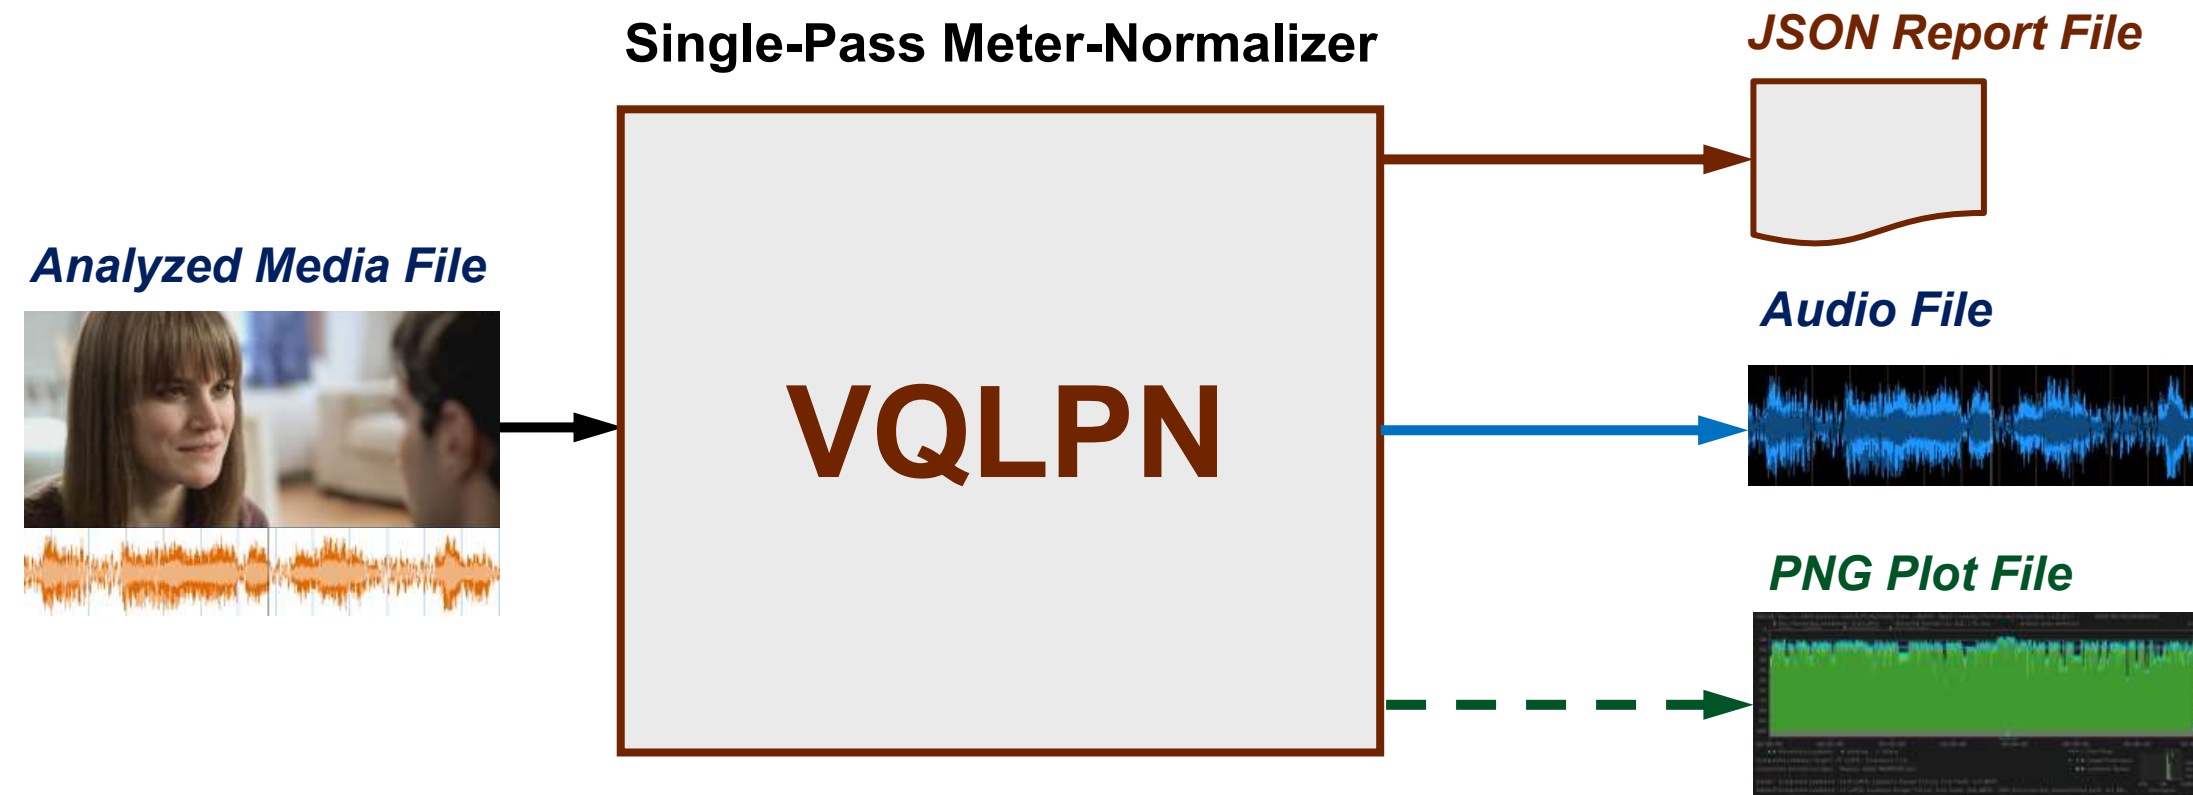 Single-Pass Meter-Normalizer
JSON Report File
Analyzed Media File
Audio File
VQLPN
PNG Plot File